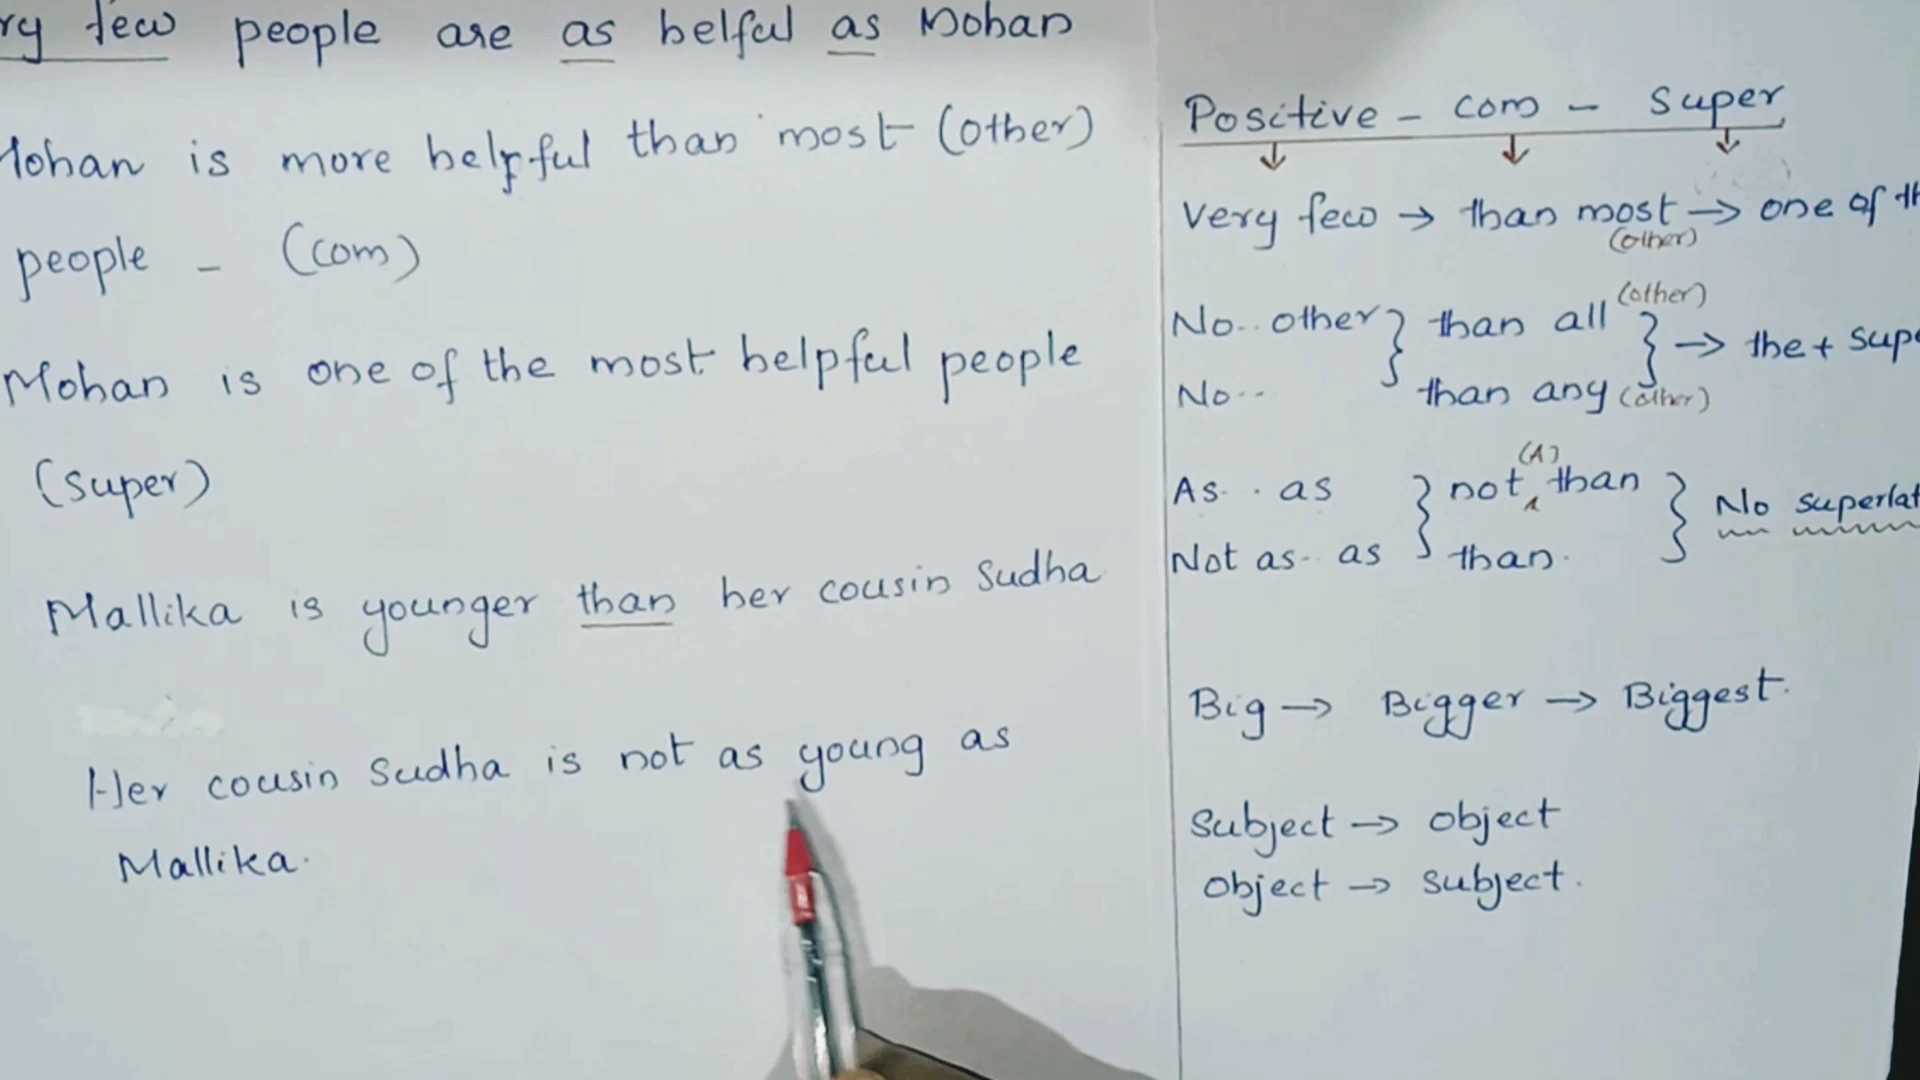 ry few people are as belful as Mohan
Mohan is more helpful than most (other)
people - (com)
Mohan is one of the most helpful people
(super)
Mallika is younger than her cousin Sudha
Her cousin Sudha is not as young as
Mallika.
Positive - com - super
Very few → than most → one of th
(other)
No.. other } than all (other) } → the + supe
No... than any (other)
As.. as } not (A) than } No superlat
Not as.. as than.
Big → Bigger → Biggest.
Subject → object
Object → subject.